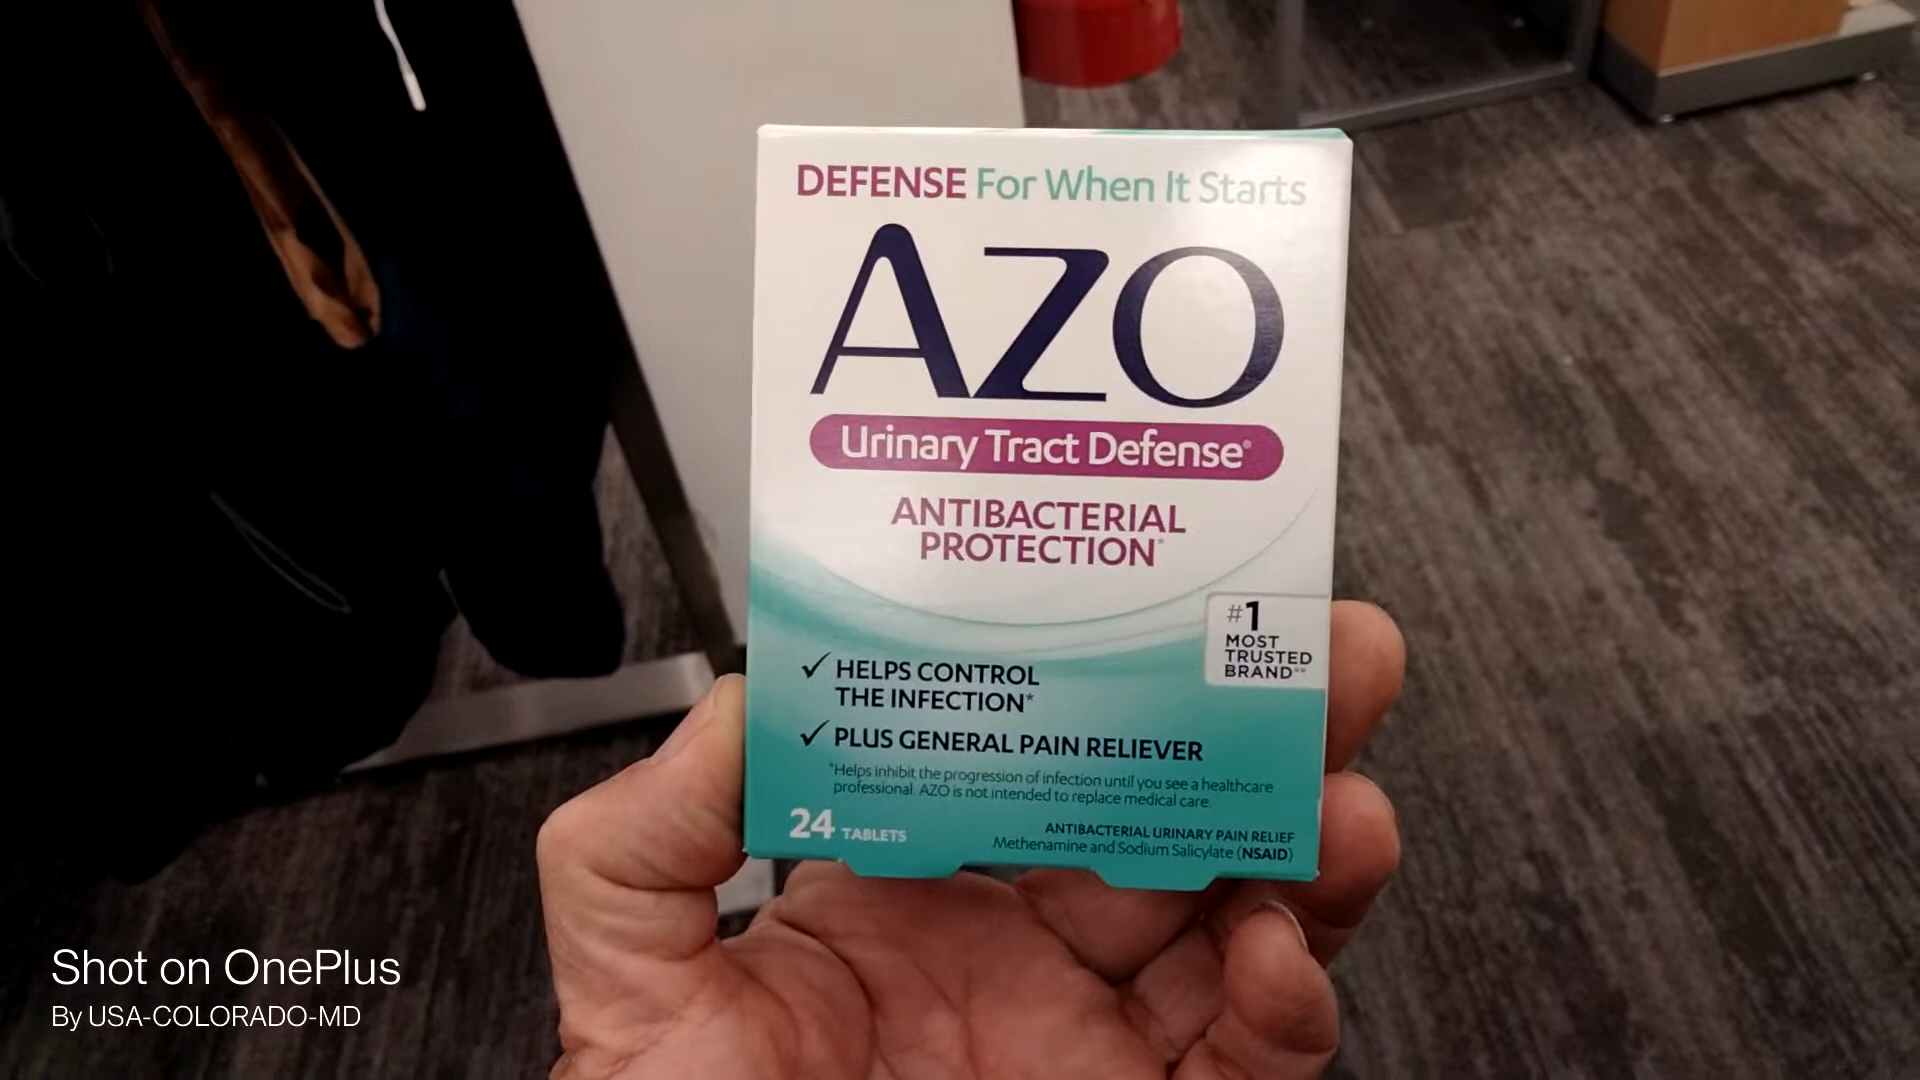 DEFENSE For When It Starts
AZO
Urinary Tract Defense®
ANTIBACTERIAL
PROTECTION*
#1
MOST
TRUSTED
BRAND**
✓ HELPS CONTROL
THE INFECTION*
✓ PLUS GENERAL PAIN RELIEVER
*Helps inhibit the progression of infection until you see a healthcare
professional. AZO is not intended to replace medical care.
24 TABLETS
ANTIBACTERIAL URINARY PAIN RELIEF
Methenamine and Sodium Salicylate (NSAID)
Shot on OnePlus
By USA-COLORADO-MD